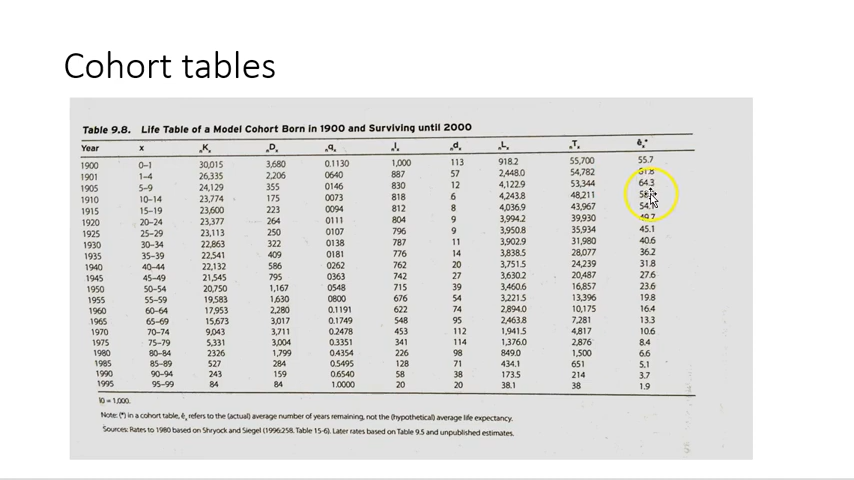 Cohort tables
Table 9.8. Life Table of a Model Cohort Born in 1900 and Surviving until 2000
Year x nKx nDx nqx lx ndx nLx nTx e̊x*
1900 0–1 30,015 3,680 0.1130 1,000 113 918.2 55,700 55.7
1901 1–4 26,335 2,206 0640 887 57 2,448.0 54,782
1905 5–9 24,129 355 0146 830 12 4,122.9 53,344 64.3
1910 10–14 23,774 175 0073 818 6 4,243.8 48,211
1915 15–19 23,600 223 0094 812 8 4,036.9 43,967
1920 20–24 23,377 264 0111 804 9 3,994.2 39,930 49.7
1925 25–29 23,113 250 0107 796 9 3,950.8 35,934 45.1
1930 30–34 22,863 322 0138 787 11 3,902.9 31,980 40.6
1935 35–39 22,541 409 0181 776 14 3,838.5 28,077 36.2
1940 40–44 22,132 586 0262 762 20 3,751.5 24,239 31.8
1945 45–49 21,545 795 0363 742 27 3,630.2 20,487 27.6
1950 50–54 20,750 1,167 0548 715 39 3,460.6 16,857 23.6
1955 55–59 19,583 1,630 0800 676 54 3,221.5 13,396 19.8
1960 60–64 17,953 2,280 0.1191 622 74 2,894.0 10,175 16.4
1965 65–69 15,673 3,017 0.1749 548 95 2,463.8 7,281 13.3
1970 70–74 9,043 3,711 0.2478 453 112 1,941.5 4,817 10.6
1975 75–79 5,331 3,004 0.3351 341 114 1,376.0 2,876 8.4
1980 80–84 2326 1,799 0.4354 226 98 849.0 1,500 6.6
1985 85–89 527 284 0.5495 128 71 434.1 651 5.1
1990 90–94 243 159 0.6540 58 38 173.5 214 3.7
1995 95–99 84 84 1.0000 20 20 38.1 38 1.9
l0 = 1,000.
Note: (*) in a cohort table, e̊x refers to the (actual) average number of years remaining, not the (hypothetical) average life expectancy.
Sources: Rates to 1980 based on Shryock and Siegel (1996:258. Table 15-6). Later rates based on Table 9.5 and unpublished estimates.